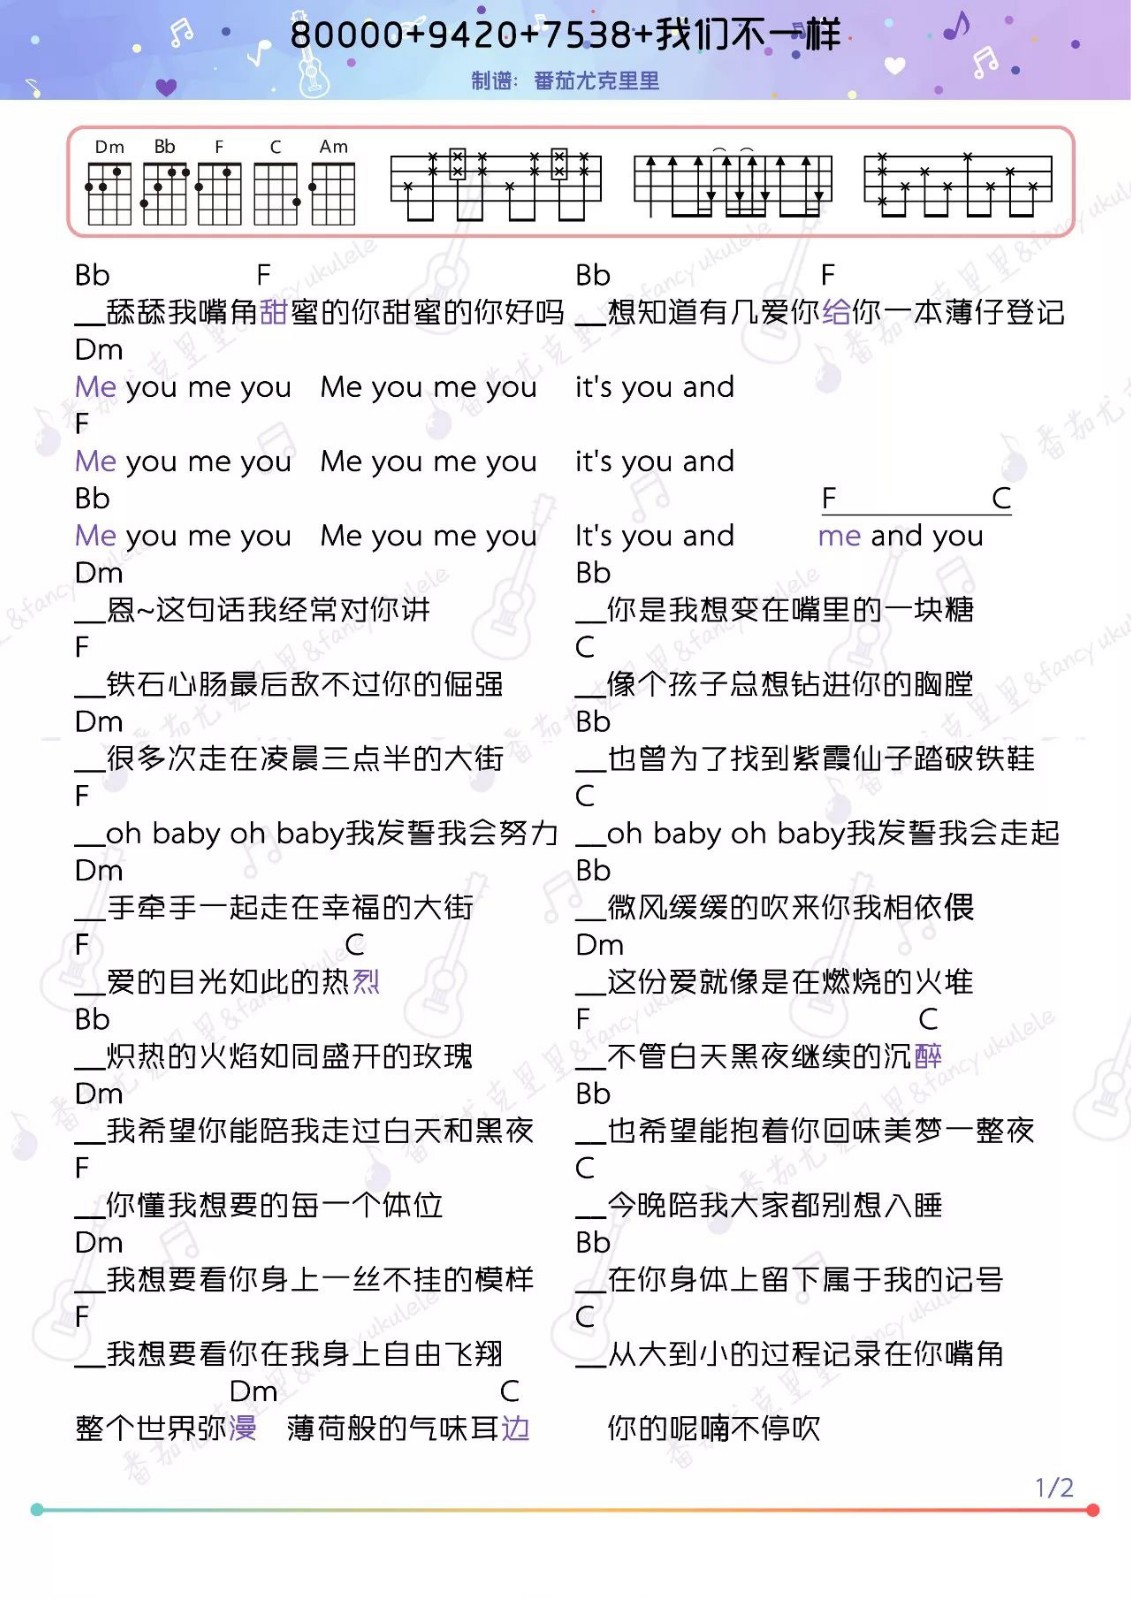 80000+9420+7538+我们不一样
制谱：番茄尤克里里
Dm Bb F C Am
Bb F Bb F
__舔舔我嘴角甜蜜的你甜蜜的你好吗 __想知道有几爱你给你一本薄仔登记
Dm
Me you me you Me you me you it's you and
F
Me you me you Me you me you it's you and
Bb F C
Me you me you Me you me you It's you and me and you
Dm Bb
__恩~这句话我经常对你讲 __你是我想变在嘴里的一块糖
F C
__铁石心肠最后敌不过你的倔强 __像个孩子总想钻进你的胸膛
Dm Bb
__很多次走在凌晨三点半的大街 __也曾为了找到紫霞仙子踏破铁鞋
F C
__oh baby oh baby我发誓我会努力 __oh baby oh baby我发誓我会走起
Dm Bb
__手牵手一起走在幸福的大街 __微风缓缓的吹来你我相依偎
F C Dm
__爱的目光如此的热烈 __这份爱就像是在燃烧的火堆
Bb F C
__炽热的火焰如同盛开的玫瑰 __不管白天黑夜继续的沉醉
Dm Bb
__我希望你能陪我走过白天和黑夜 __也希望能抱着你回味美梦一整夜
F C
__你懂我想要的每一个体位 __今晚陪我大家都别想入睡
Dm Bb
__我想要看你身上一丝不挂的模样 __在你身体上留下属于我的记号
F C
__我想要看你在我身上自由飞翔 __从大到小的过程记录在你嘴角
Dm C
整个世界弥漫 薄荷般的气味耳边 你的呢喃不停吹
1/2
番茄尤克里里&fancy ukulele